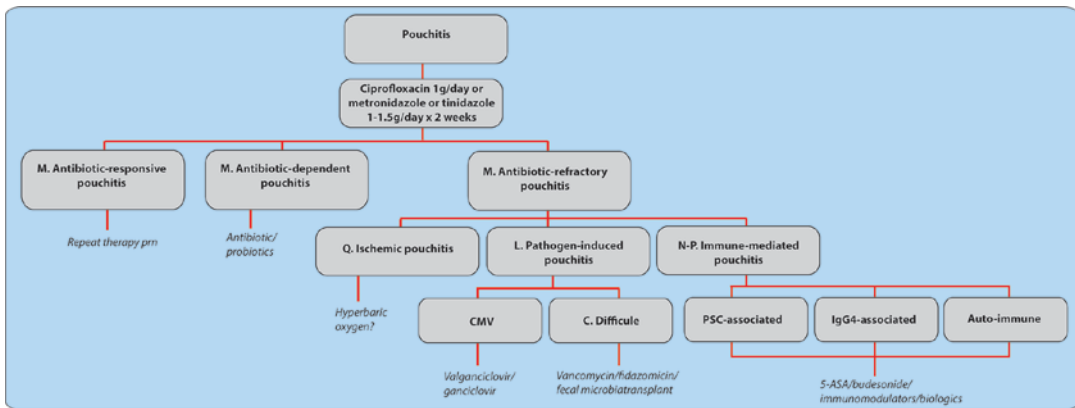 Pouchitis
Ciprofloxacin 1g/day or
metronidazole or tinidazole
1-1.5g/day x 2 weeks
M. Antibiotic-responsive
pouchitis
M. Antibiotic-dependent
pouchitis
M. Antibiotic-refractory
pouchitis
Repeat therapy prn
Antibiotic/
probiotics
Q. Ischemic pouchitis
L. Pathogen-induced
pouchitis
N-P. Immune-mediated
pouchitis
Hyperbaric
oxygen?
CMV
C. Difficule
PSC-associated
IgG4-associated
Auto-immune
Valganciclovir/
ganciclovir
Vancomycin/fidazomicin/
fecal microbiatransplant
5-ASA/budesonide/
immunomodulators/biologics